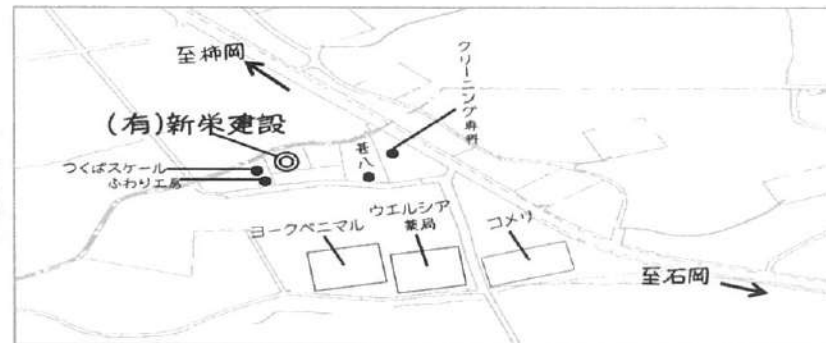 至柿岡
クリーニング専科
(有)新栄建設
甚八
つくばスケール
ふわり工房
ヨークベニマル
ウエルシア
薬局
コメリ
至石岡